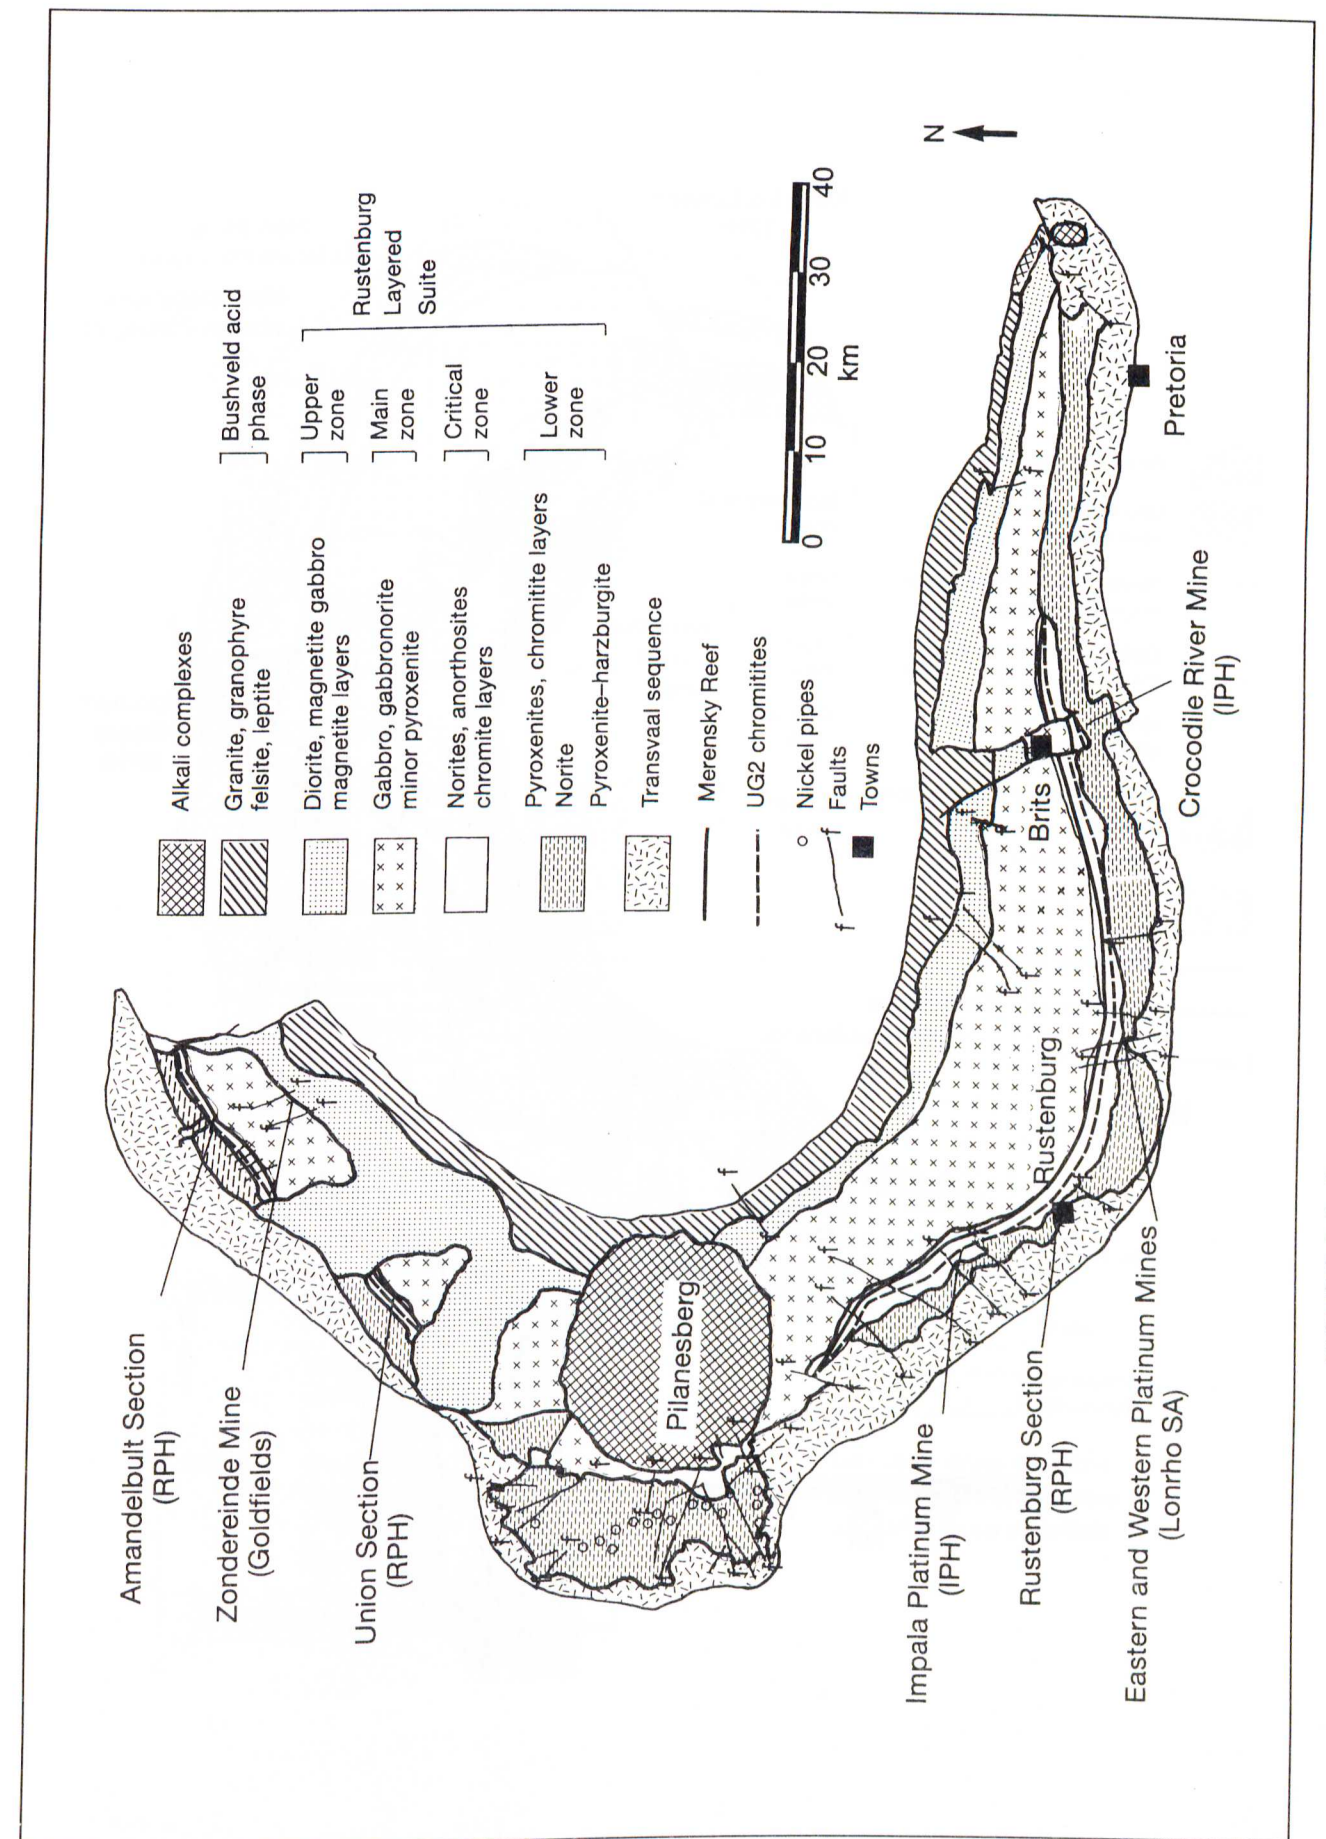 Alkali complexes
Granite, granophyre
felsite, leptite
Bushveld acid
phase
Diorite, magnetite gabbro
magnetite layers
Upper
zone
Gabbro, gabbronorite
minor pyroxenite
Main
zone
Norites, anorthosites
chromite layers
Critical
zone
Pyroxenites, chromitite layers
Norite
Pyroxenite–harzburgite
Lower
zone
Rustenburg
Layered
Suite
Transvaal sequence
Merensky Reef
UG2 chromitites
Nickel pipes
f f Faults
Towns
0 10 20 30 40
km
N
Amandelbult Section
(RPH)
Zondereinde Mine
(Goldfields)
Union Section
(RPH)
Pilanesberg
Impala Platinum Mine
(IPH)
Rustenburg Section
(RPH)
Eastern and Western Platinum Mines
(Lonrho SA)
Rustenburg
Brits
Crocodile River Mine
(IPH)
Pretoria